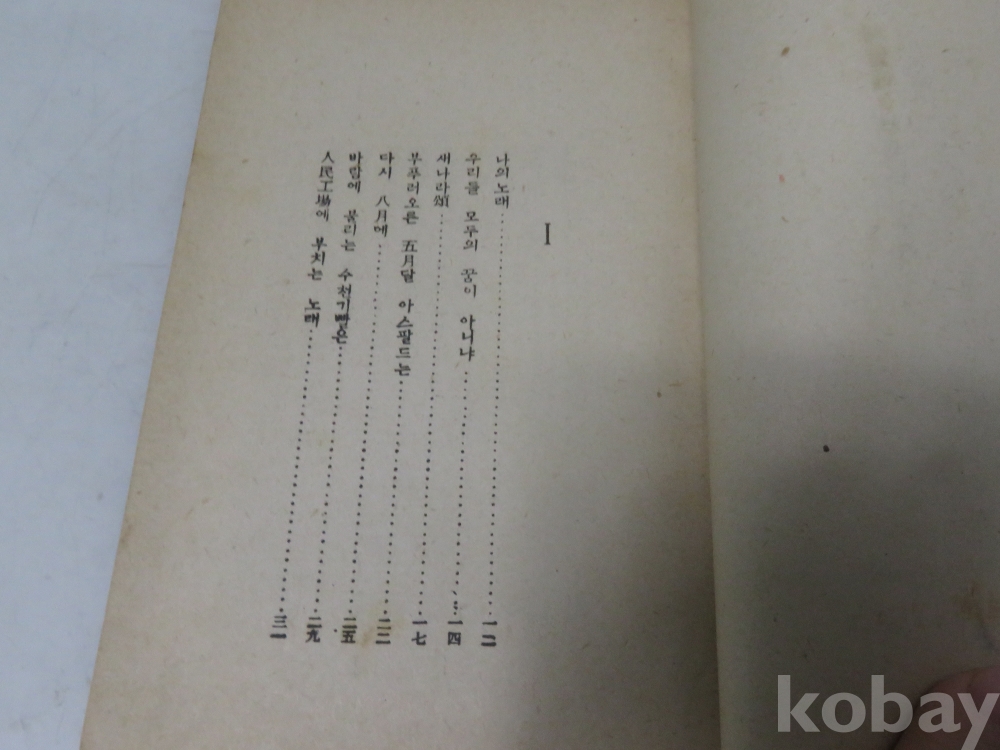 I
나의 노래 一二
우리들 모두의 꿈이 아니냐 一四
새나라頌 一七
부푸러오른 五月달 아스팔드는 二二
다시 八月에 二五
바람에 불리는 수천기빨은 二九
人民工場에 부치는 노래 三一
kobay